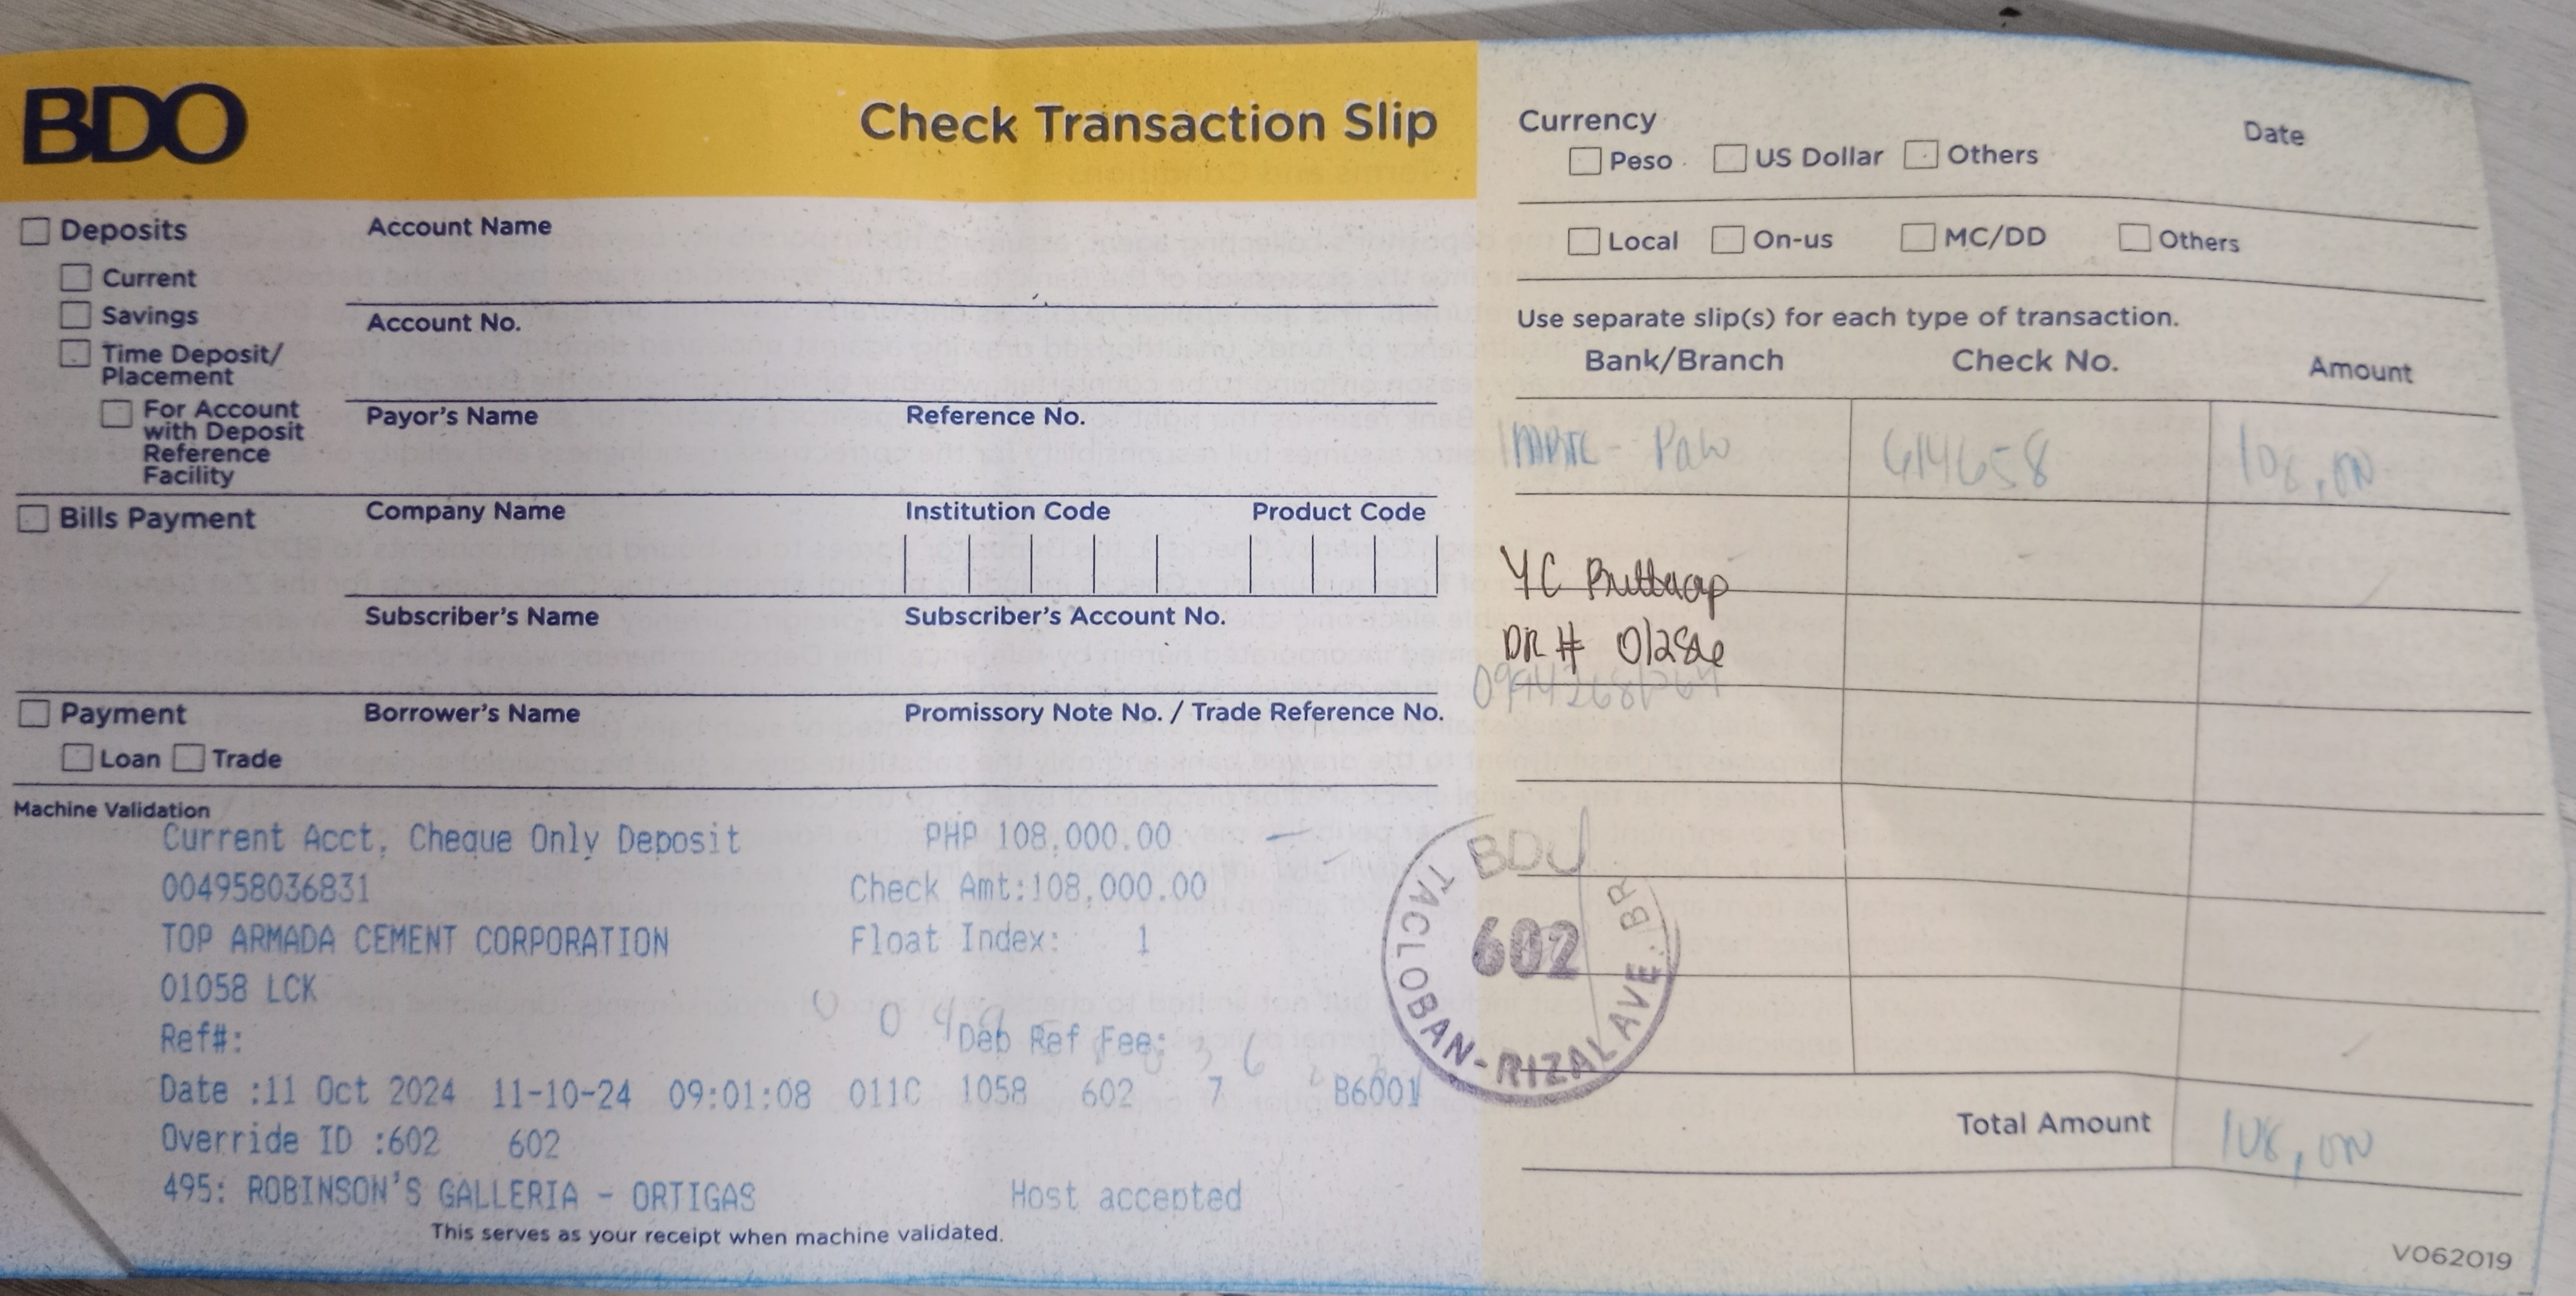 BDO
Check Transaction Slip
Deposits
Current
Savings
Time Deposit/
Placement
For Account
with Deposit
Reference
Facility
Account Name
Account No.
Payor's Name Reference No.
Bills Payment
Company Name Institution Code Product Code
Subscriber's Name Subscriber's Account No.
Payment
Loan Trade
Borrower's Name Promissory Note No. / Trade Reference No.
Machine Validation
Current Acct, Cheque Only Deposit PHP 108,000.00
004958036831 Check Amt:108,000.00
TOP ARMADA CEMENT CORPORATION Float Index: 1
01058 LCK
Ref#: Deb Ref Fee:
Date :11 Oct 2024 11-10-24 09:01:08 011C 1058 602 7 B6001
Override ID :602 602
495: ROBINSON'S GALLERIA - ORTIGAS Host accepted
This serves as your receipt when machine validated.
Currency Date
Peso US Dollar Others
Local On-us MC/DD Others
Use separate slip(s) for each type of transaction.
Bank/Branch Check No. Amount
614658
YC
DR #
BDO
602
TACLOBAN-RIZAL AVE. BR
Total Amount
V062019